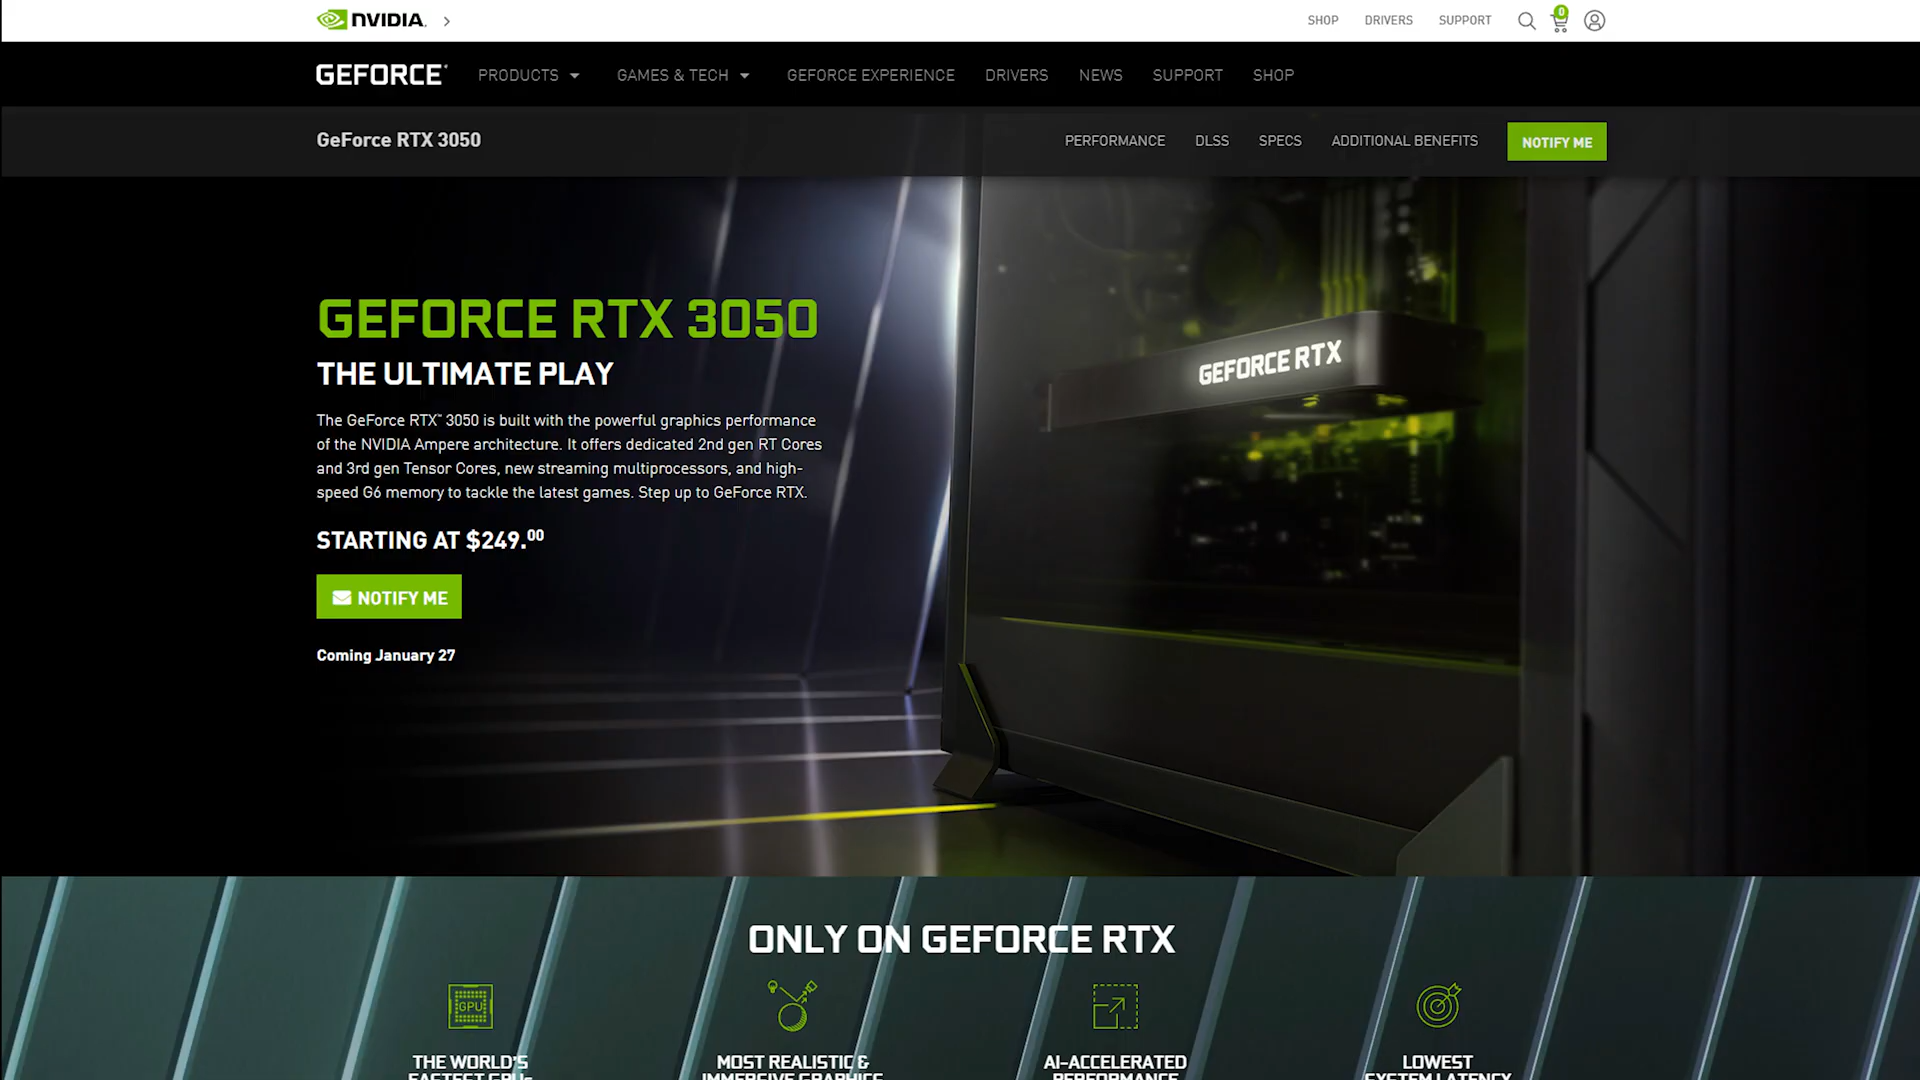 NVIDIA.
SHOP
DRIVERS
SUPPORT
0
GEFORCE
PRODUCTS
GAMES & TECH
GEFORCE EXPERIENCE
DRIVERS
NEWS
SUPPORT
SHOP
GeForce RTX 3050
PERFORMANCE
DLSS
SPECS
ADDITIONAL BENEFITS
NOTIFY ME
GEFORCE RTX
GEFORCE RTX 3050
THE ULTIMATE PLAY
The GeForce RTX™ 3050 is built with the powerful graphics performance
of the NVIDIA Ampere architecture. It offers dedicated 2nd gen RT Cores
and 3rd gen Tensor Cores, new streaming multiprocessors, and high-
speed G6 memory to tackle the latest games. Step up to GeForce RTX.
STARTING AT $249.00
NOTIFY ME
Coming January 27
ONLY ON GEFORCE RTX
GPU
THE WORLD'S
FASTEST GPUs
MOST REALISTIC &
IMMERSIVE GRAPHICS
AI-ACCELERATED
PERFORMANCE
LOWEST
SYSTEM LATENCY